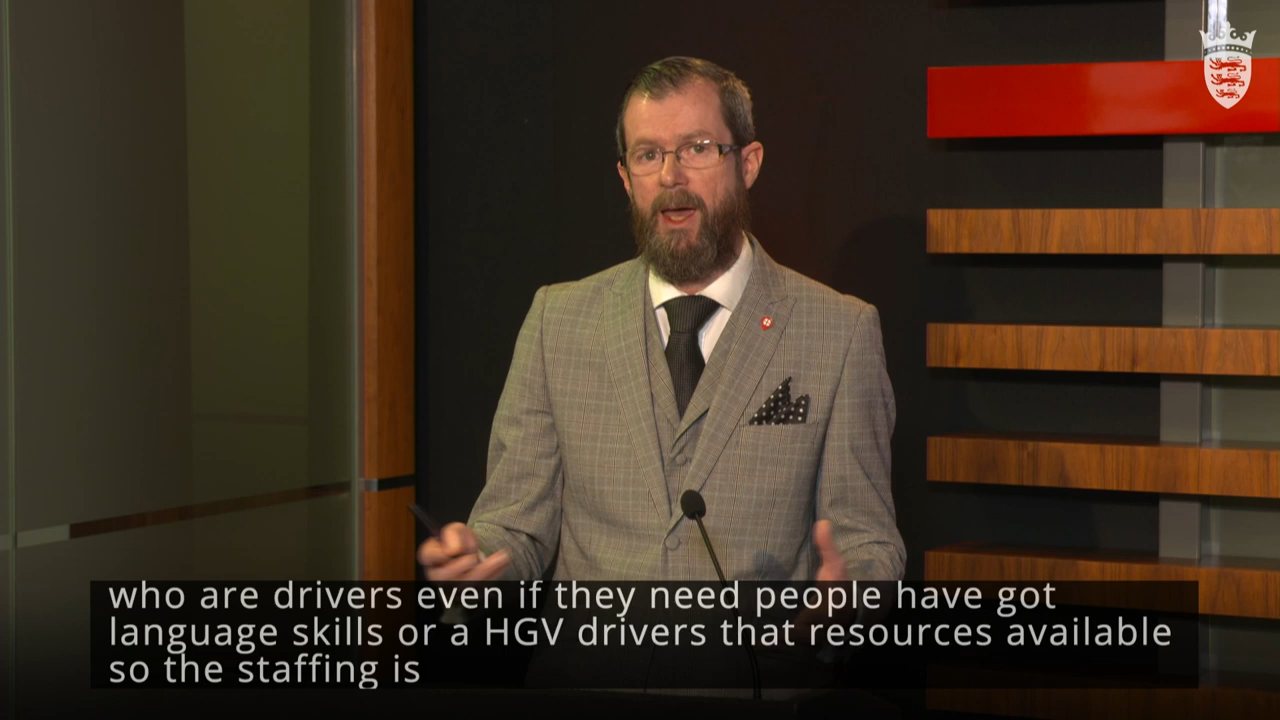 who are drivers even if they need people have got
language skills or a HGV drivers that resources available
so the staffing is